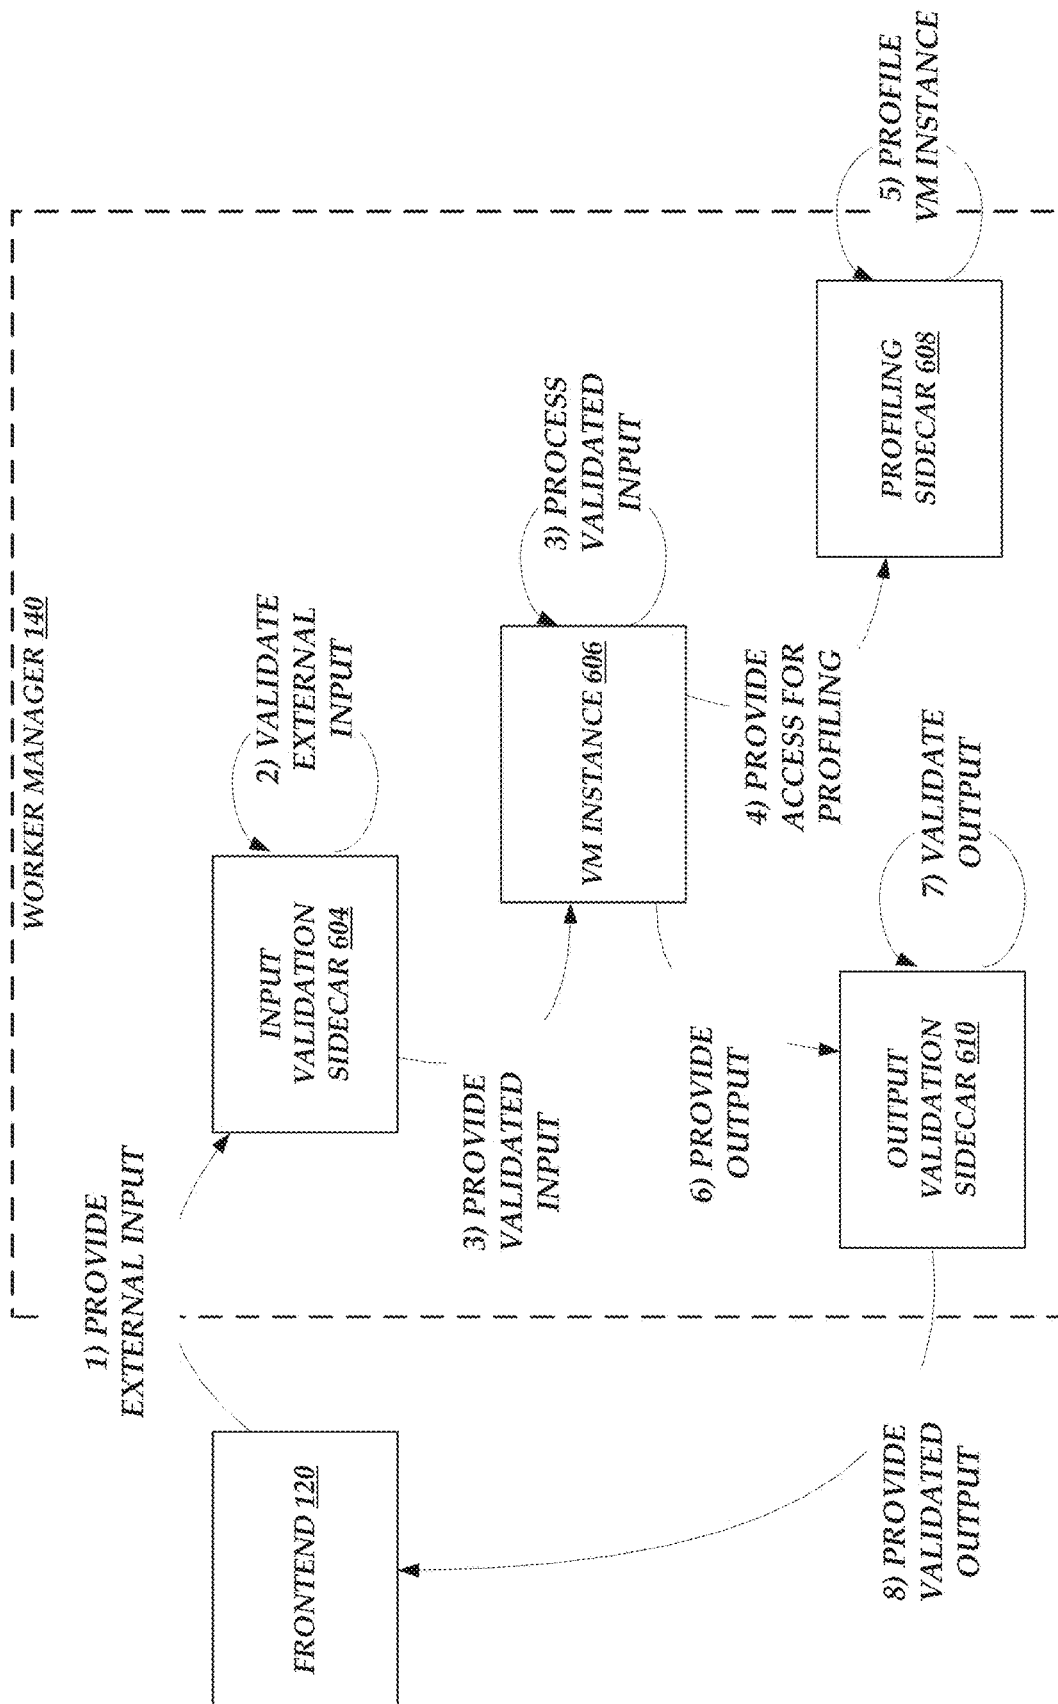 WORKER MANAGER 140
1) PROVIDE
EXTERNAL INPUT
FRONTEND 120
INPUT
VALIDATION
SIDECAR 604
2) VALIDATE
EXTERNAL
INPUT
3) PROVIDE
VALIDATED
INPUT
VM INSTANCE 606
3) PROCESS
VALIDATED
INPUT
4) PROVIDE
ACCESS FOR
PROFILING
PROFILING
SIDECAR 608
5) PROFILE
VM INSTANCE
6) PROVIDE
OUTPUT
OUTPUT
VALIDATION
SIDECAR 610
7) VALIDATE
OUTPUT
8) PROVIDE
VALIDATED
OUTPUT